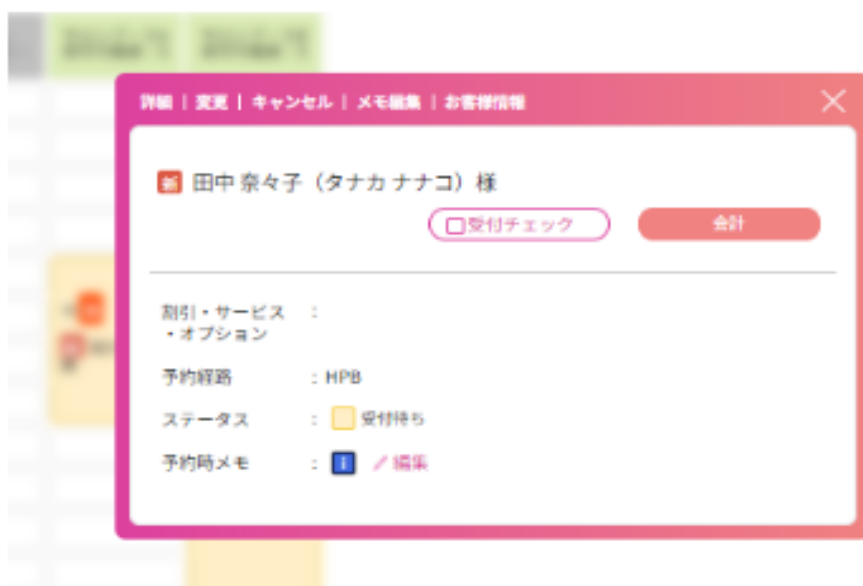 詳細 | 変更 | キャンセル | メモ編集 | お客様情報
新 田中 奈々子（タナカ ナナコ）様
受付チェック 会計
割引・サービス :
・オプション
予約経路 : HPB
ステータス : 受付待ち
予約時メモ : i 編集